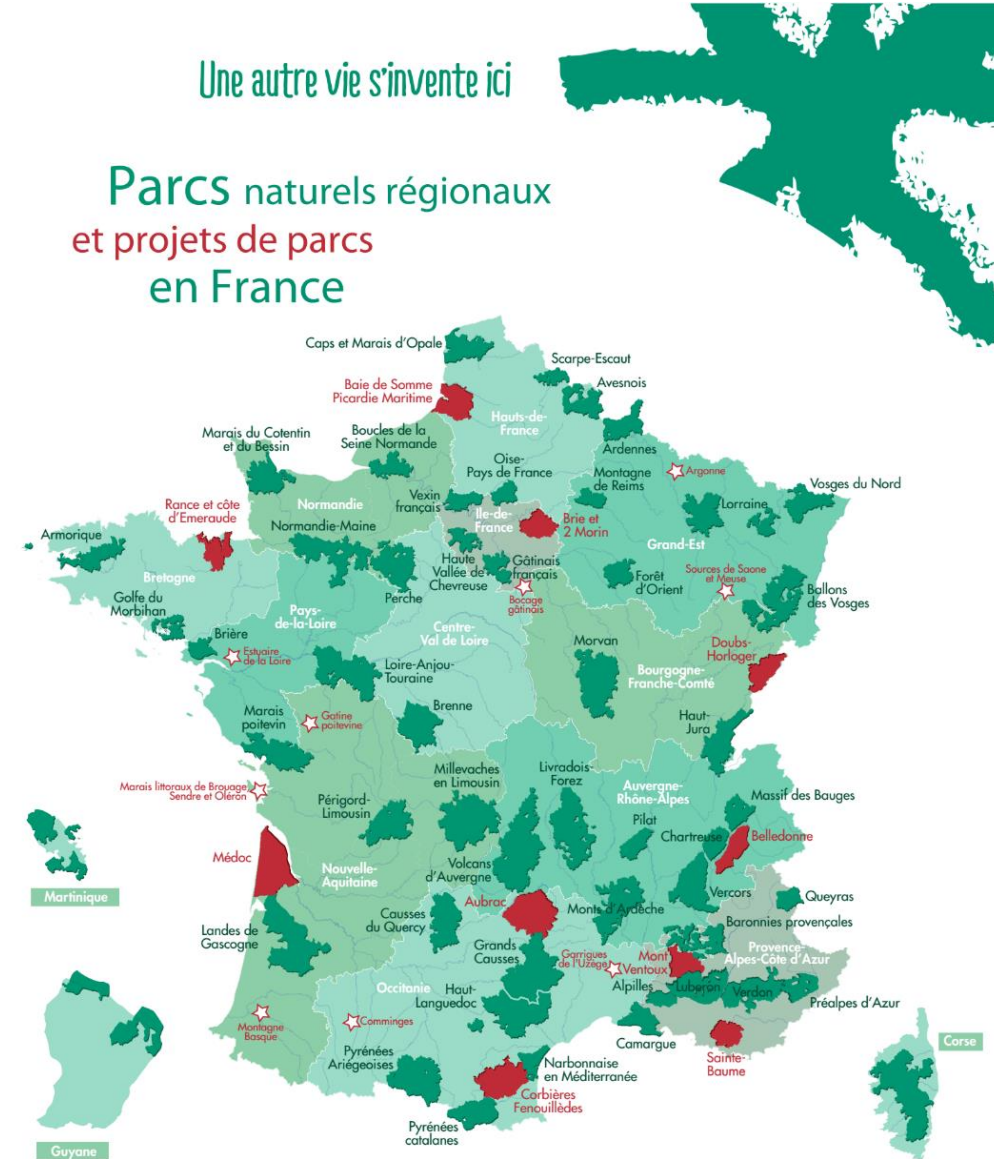 Une autre vie s'invente ici
Parcs naturels régionaux
et projets de parcs
en France
Caps et Marais d'Opale
Scarpe-Escaut
Baie de Somme
Picardie Maritime
Avesnois
Hauts-de-
France
Marais du Cotentin
et du Bessin
Boucles de la
Seine Normande
Ardennes
Oise-
Pays de France
Montagne
de Reims
Argonne
Vosges du Nord
Rance et côte
d'Emeraude
Normandie
Vexin
français
Ile-de-
France
Brie et
2 Morin
Lorraine
Armorique
Normandie-Maine
Grand-Est
Bretagne
Haute
Vallée de
Chevreuse
Gâtinais
français
Forêt
d'Orient
Sources de Saone
et Meuse
Ballons
des Vosges
Golfe du
Morbihan
Perche
Bocage
gâtinais
Pays-
de-la-Loire
Centre-
Val de Loire
Brière
Estuaire
de la Loire
Morvan
Doubs-
Horloger
Loire-Anjou-
Touraine
Bourgogne-
Franche-Comté
Marais
poitevin
Gatine
poitevine
Brenne
Haut-
Jura
Marais littoraux de Brouage
Sendre et Oléron
Millevaches
en Limousin
Livradois-
Forez
Auvergne-
Rhône-Alpes
Massif des Bauges
Périgord-
Limousin
Pilat
Chartreuse
Belledonne
Médoc
Nouvelle-
Aquitaine
Volcans
d'Auvergne
Martinique
Vercors
Queyras
Aubrac
Monts d'Ardèche
Causses
du Quercy
Baronnies provençales
Landes de
Gascogne
Grands
Causses
Garrigues
de l'Uzège
Mont
Ventoux
Provence-
Alpes-Côte d'Azur
Occitanie
Haut-
Languedoc
Alpilles
Luberon
Verdon
Préalpes d'Azur
Montagne
Basque
Comminges
Camargue
Corse
Pyrénées
Ariégeoises
Narbonnaise
en Méditerranée
Sainte-
Baume
Corbières
Fenouillèdes
Pyrénées
catalanes
Guyane